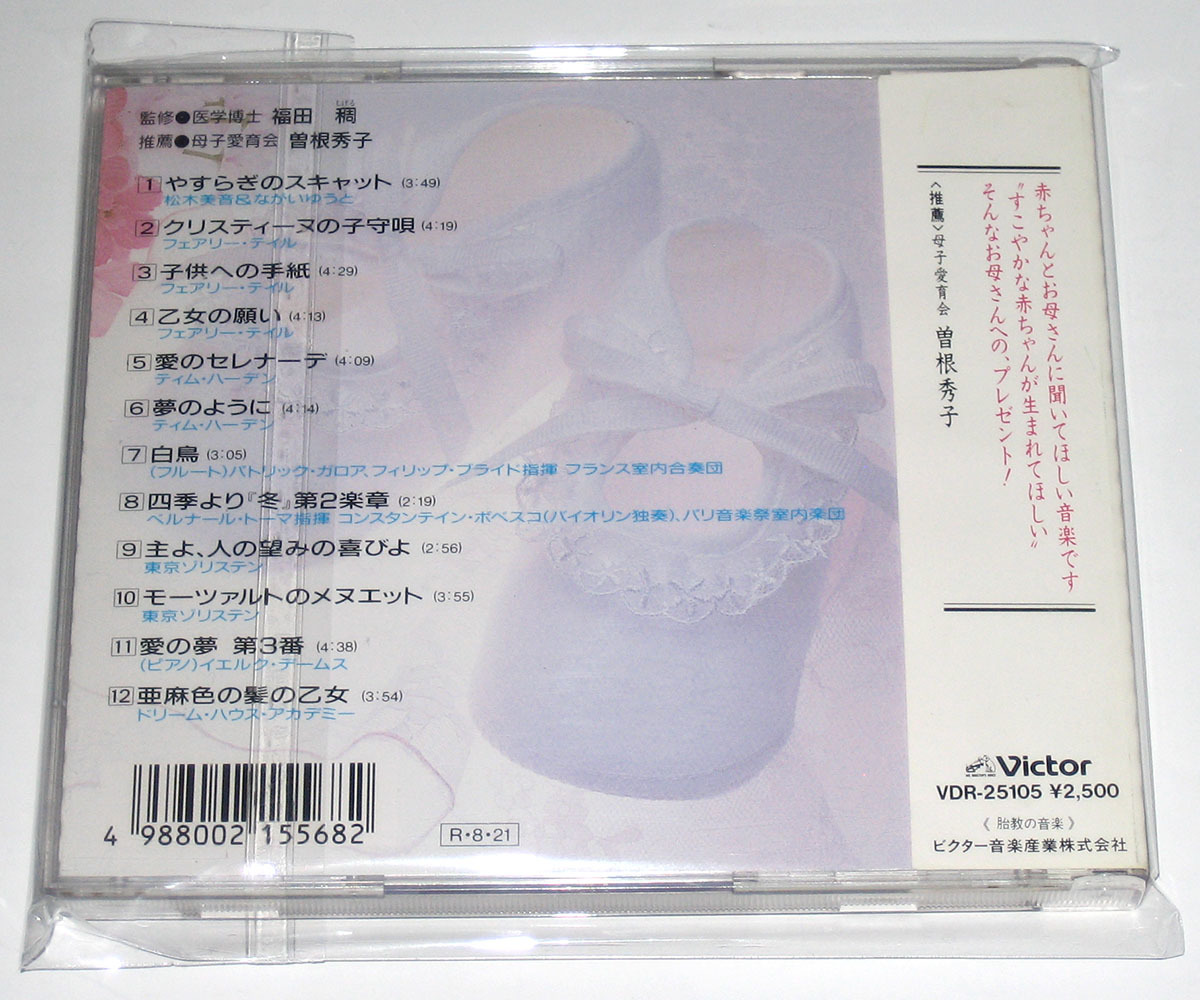 監修●医学博士 福田 稠
しげる
推薦●母子愛育会 曽根秀子
1 やすらぎのスキャット (3:49)
松木美音&なかいゆうと
2 クリスティーヌの子守唄 (4:19)
フェアリー・テイル
3 子供への手紙 (4:29)
フェアリー・テイル
4 乙女の願い (4:13)
フェアリー・テイル
5 愛のセレナーデ (4:09)
ティム・ハーデン
6 夢のように (4:14)
ティム・ハーデン
7 白鳥 (3:05)
(フルート)パトリック・ガロア フィリップ・ブライド指揮 フランス室内合奏団
8 四季より『冬』第2楽章 (2:19)
ベルナール・トーマ指揮 コンスタンテイン・ボベスコ(バイオリン独奏)、パリ音楽祭室内楽団
9 主よ、人の望みの喜びよ (2:56)
東京ゾリステン
10 モーツァルトのメヌエット (3:55)
東京ゾリステン
11 愛の夢 第3番 (4:38)
(ピアノ)イエルク・デームス
12 亜麻色の髪の乙女 (3:54)
ドリーム・ハウス・アカデミー
4 988002 155682
R・8・21
赤ちゃんとお母さんに聞いてほしい音楽です
"すこやかな赤ちゃんが生まれてほしい"
そんなお母さんへの、プレゼント!
〈推薦〉母子愛育会 曽根秀子
Victor
VDR-25105 ¥2,500
《胎教の音楽》
ビクター音楽産業株式会社